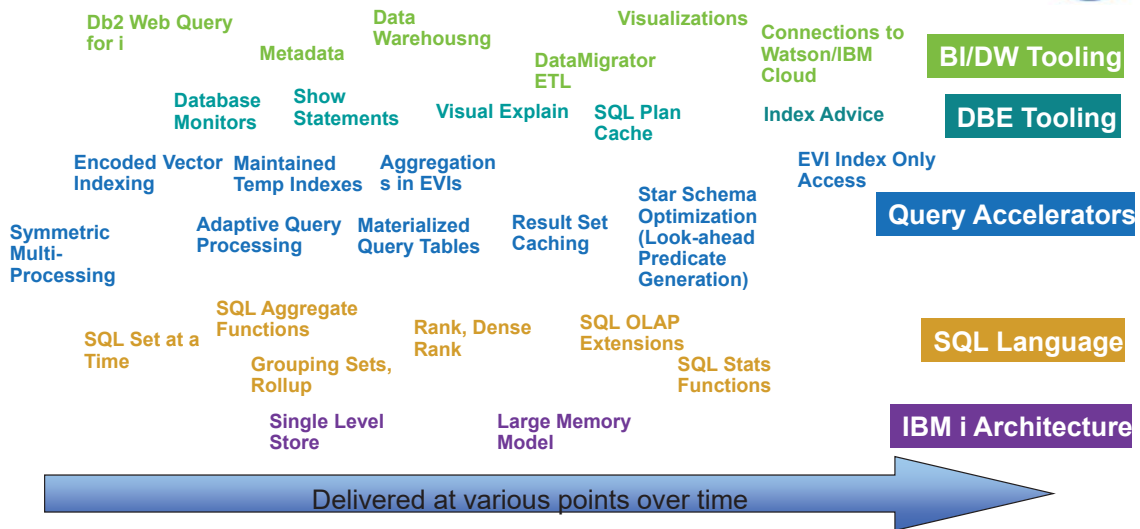 Db2 Web Query
for i
Metadata
Data
Warehousng
DataMigrator
ETL
Visualizations
Connections to
Watson/IBM
Cloud
BI/DW Tooling
Database
Monitors
Show
Statements
Visual Explain
SQL Plan
Cache
Index Advice
DBE Tooling
Encoded Vector
Indexing
Maintained
Temp Indexes
Aggregation
s in EVIs
EVI Index Only
Access
Symmetric
Multi-
Processing
Adaptive Query
Processing
Materialized
Query Tables
Result Set
Caching
Star Schema
Optimization
(Look-ahead
Predicate
Generation)
Query Accelerators
SQL Set at a
Time
SQL Aggregate
Functions
Grouping Sets,
Rollup
Rank, Dense
Rank
SQL OLAP
Extensions
SQL Stats
Functions
SQL Language
Single Level
Store
Large Memory
Model
IBM i Architecture
Delivered at various points over time